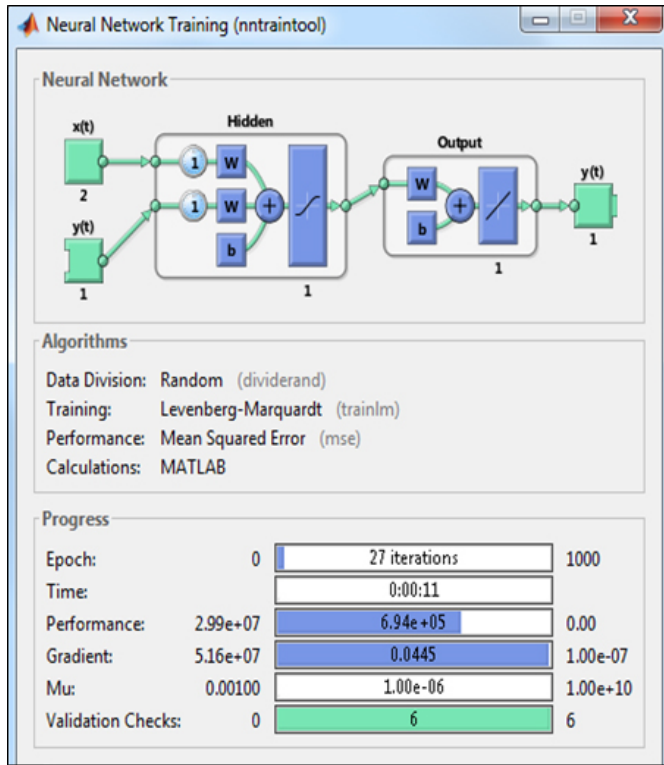 Neural Network Training (nntraintool)
Neural Network
x(t)
2
y(t)
1
Hidden
1 W
1 W
+
b
1
Output
W
+
b
1
y(t)
1
Algorithms
Data Division: Random (dividerand)
Training: Levenberg-Marquardt (trainlm)
Performance: Mean Squared Error (mse)
Calculations: MATLAB
Progress
Epoch: 0 27 iterations 1000
Time: 0:00:11
Performance: 2.99e+07 6.94e+05 0.00
Gradient: 5.16e+07 0.0445 1.00e-07
Mu: 0.00100 1.00e-06 1.00e+10
Validation Checks: 0 6 6